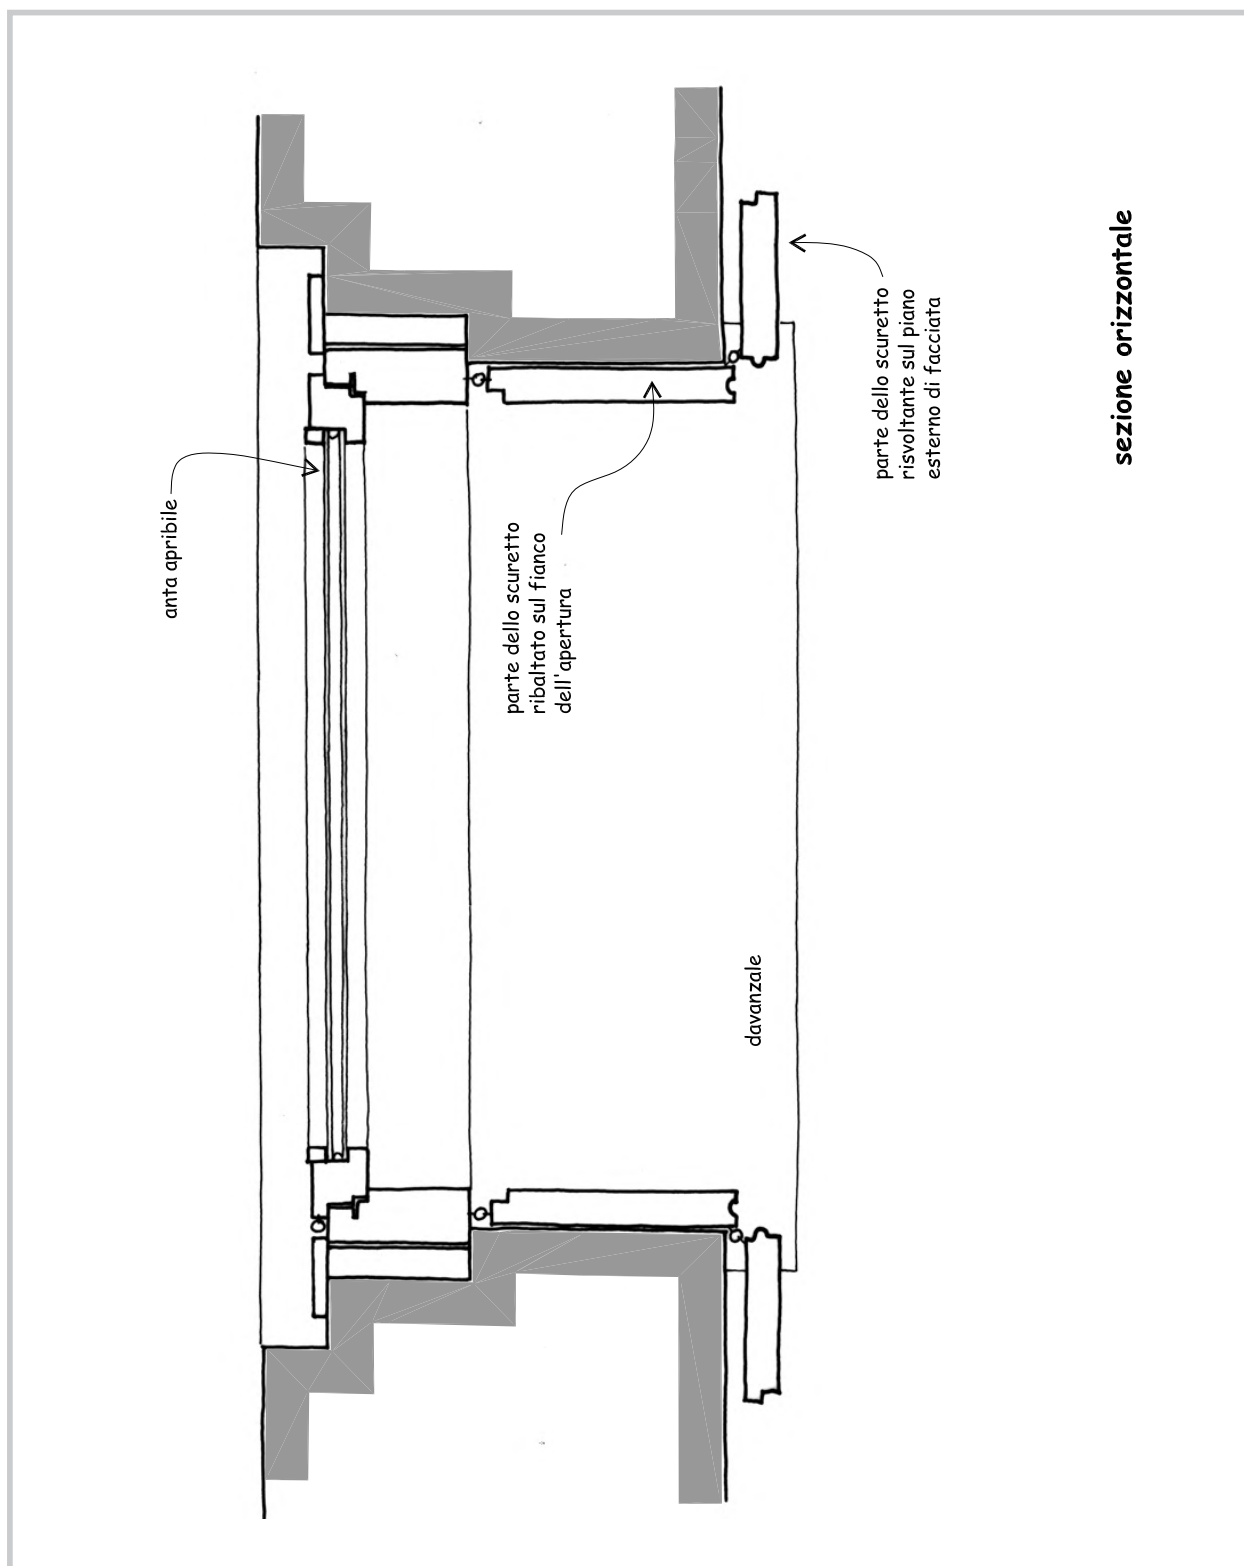 anta apribile
parte dello scuretto
ribaltato sul fianco
dell'apertura
davanzale
parte dello scuretto
risvoltante sul piano
esterno di facciata
sezione orizzontale